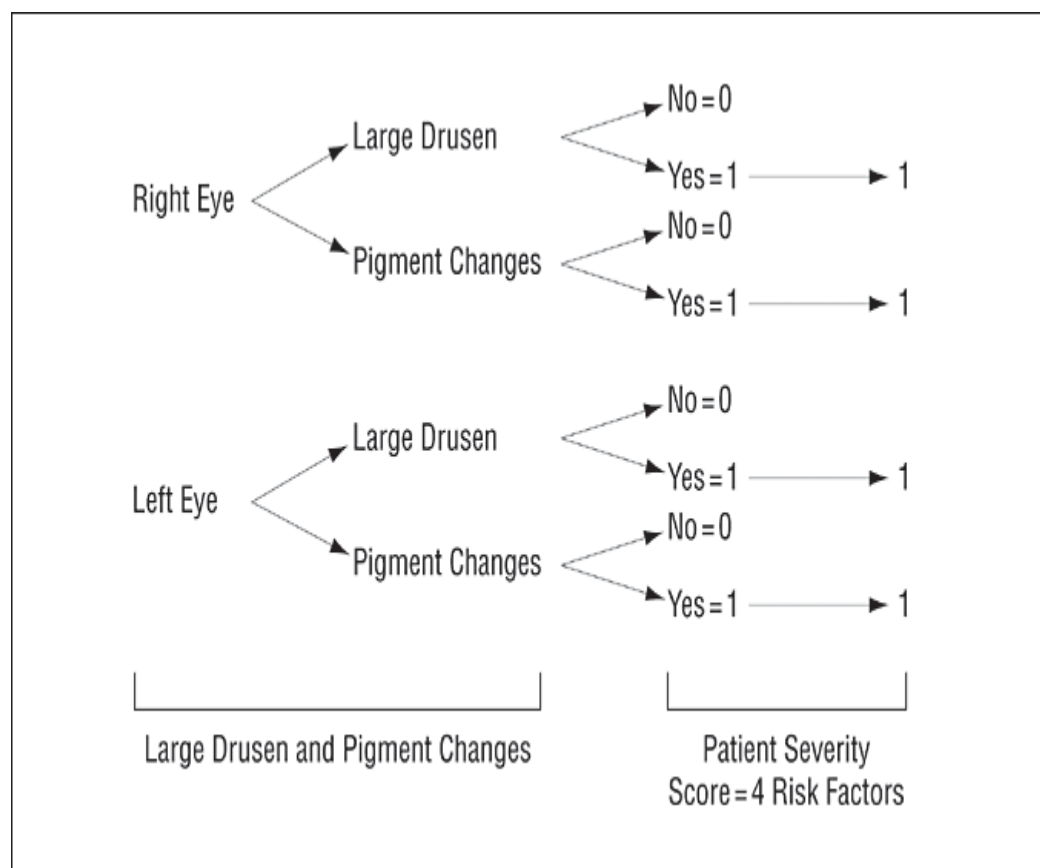 No=0
Large Drusen
Yes=1 1
Right Eye
No=0
Pigment Changes
Yes=1 1
No=0
Large Drusen
Yes=1 1
Left Eye
No=0
Pigment Changes
Yes=1 1
Large Drusen and Pigment Changes
Patient Severity
Score=4 Risk Factors